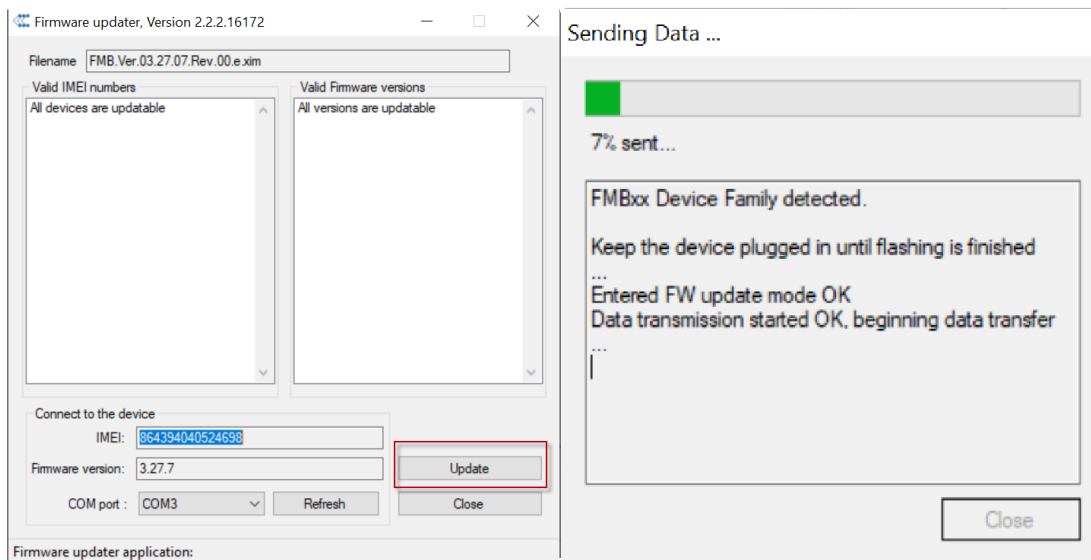 Firmware updater, Version 2.2.2.16172
Filename FMB.Ver.03.27.07.Rev.00.e.xim
Valid IMEI numbers
All devices are updatable
Valid Firmware versions
All versions are updatable
Connect to the device
IMEI: 864394040524698
Firmware version: 3.27.7
Update
COM port : COM3
Refresh
Close
Firmware updater application:
Sending Data ...
7% sent...
FMBxx Device Family detected.
Keep the device plugged in until flashing is finished
...
Entered FW update mode OK
Data transmission started OK, beginning data transfer
...
Close